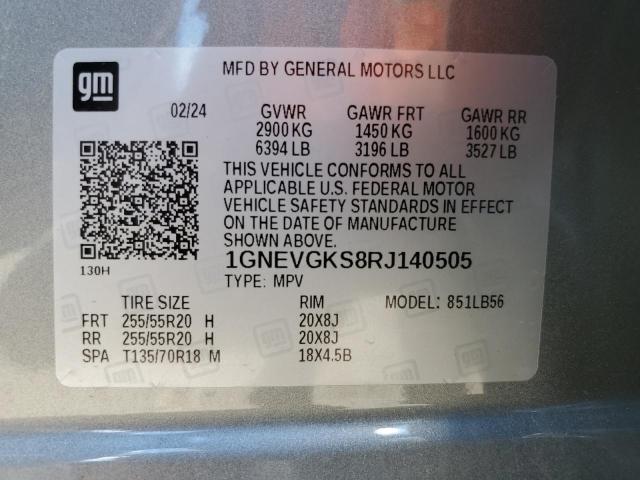 gm
MFD BY GENERAL MOTORS LLC
02/24 GVWR GAWR FRT GAWR RR
2900 KG 1450 KG 1600 KG
6394 LB 3196 LB 3527 LB
THIS VEHICLE CONFORMS TO ALL
APPLICABLE U.S. FEDERAL MOTOR
VEHICLE SAFETY STANDARDS IN EFFECT
ON THE DATE OF MANUFACTURE
SHOWN ABOVE.
130H
1GNEVGKS8RJ140505
TYPE: MPV
TIRE SIZE RIM MODEL: 851LB56
FRT 255/55R20 H 20X8J
RR 255/55R20 H 20X8J
SPA T135/70R18 M 18X4.5B